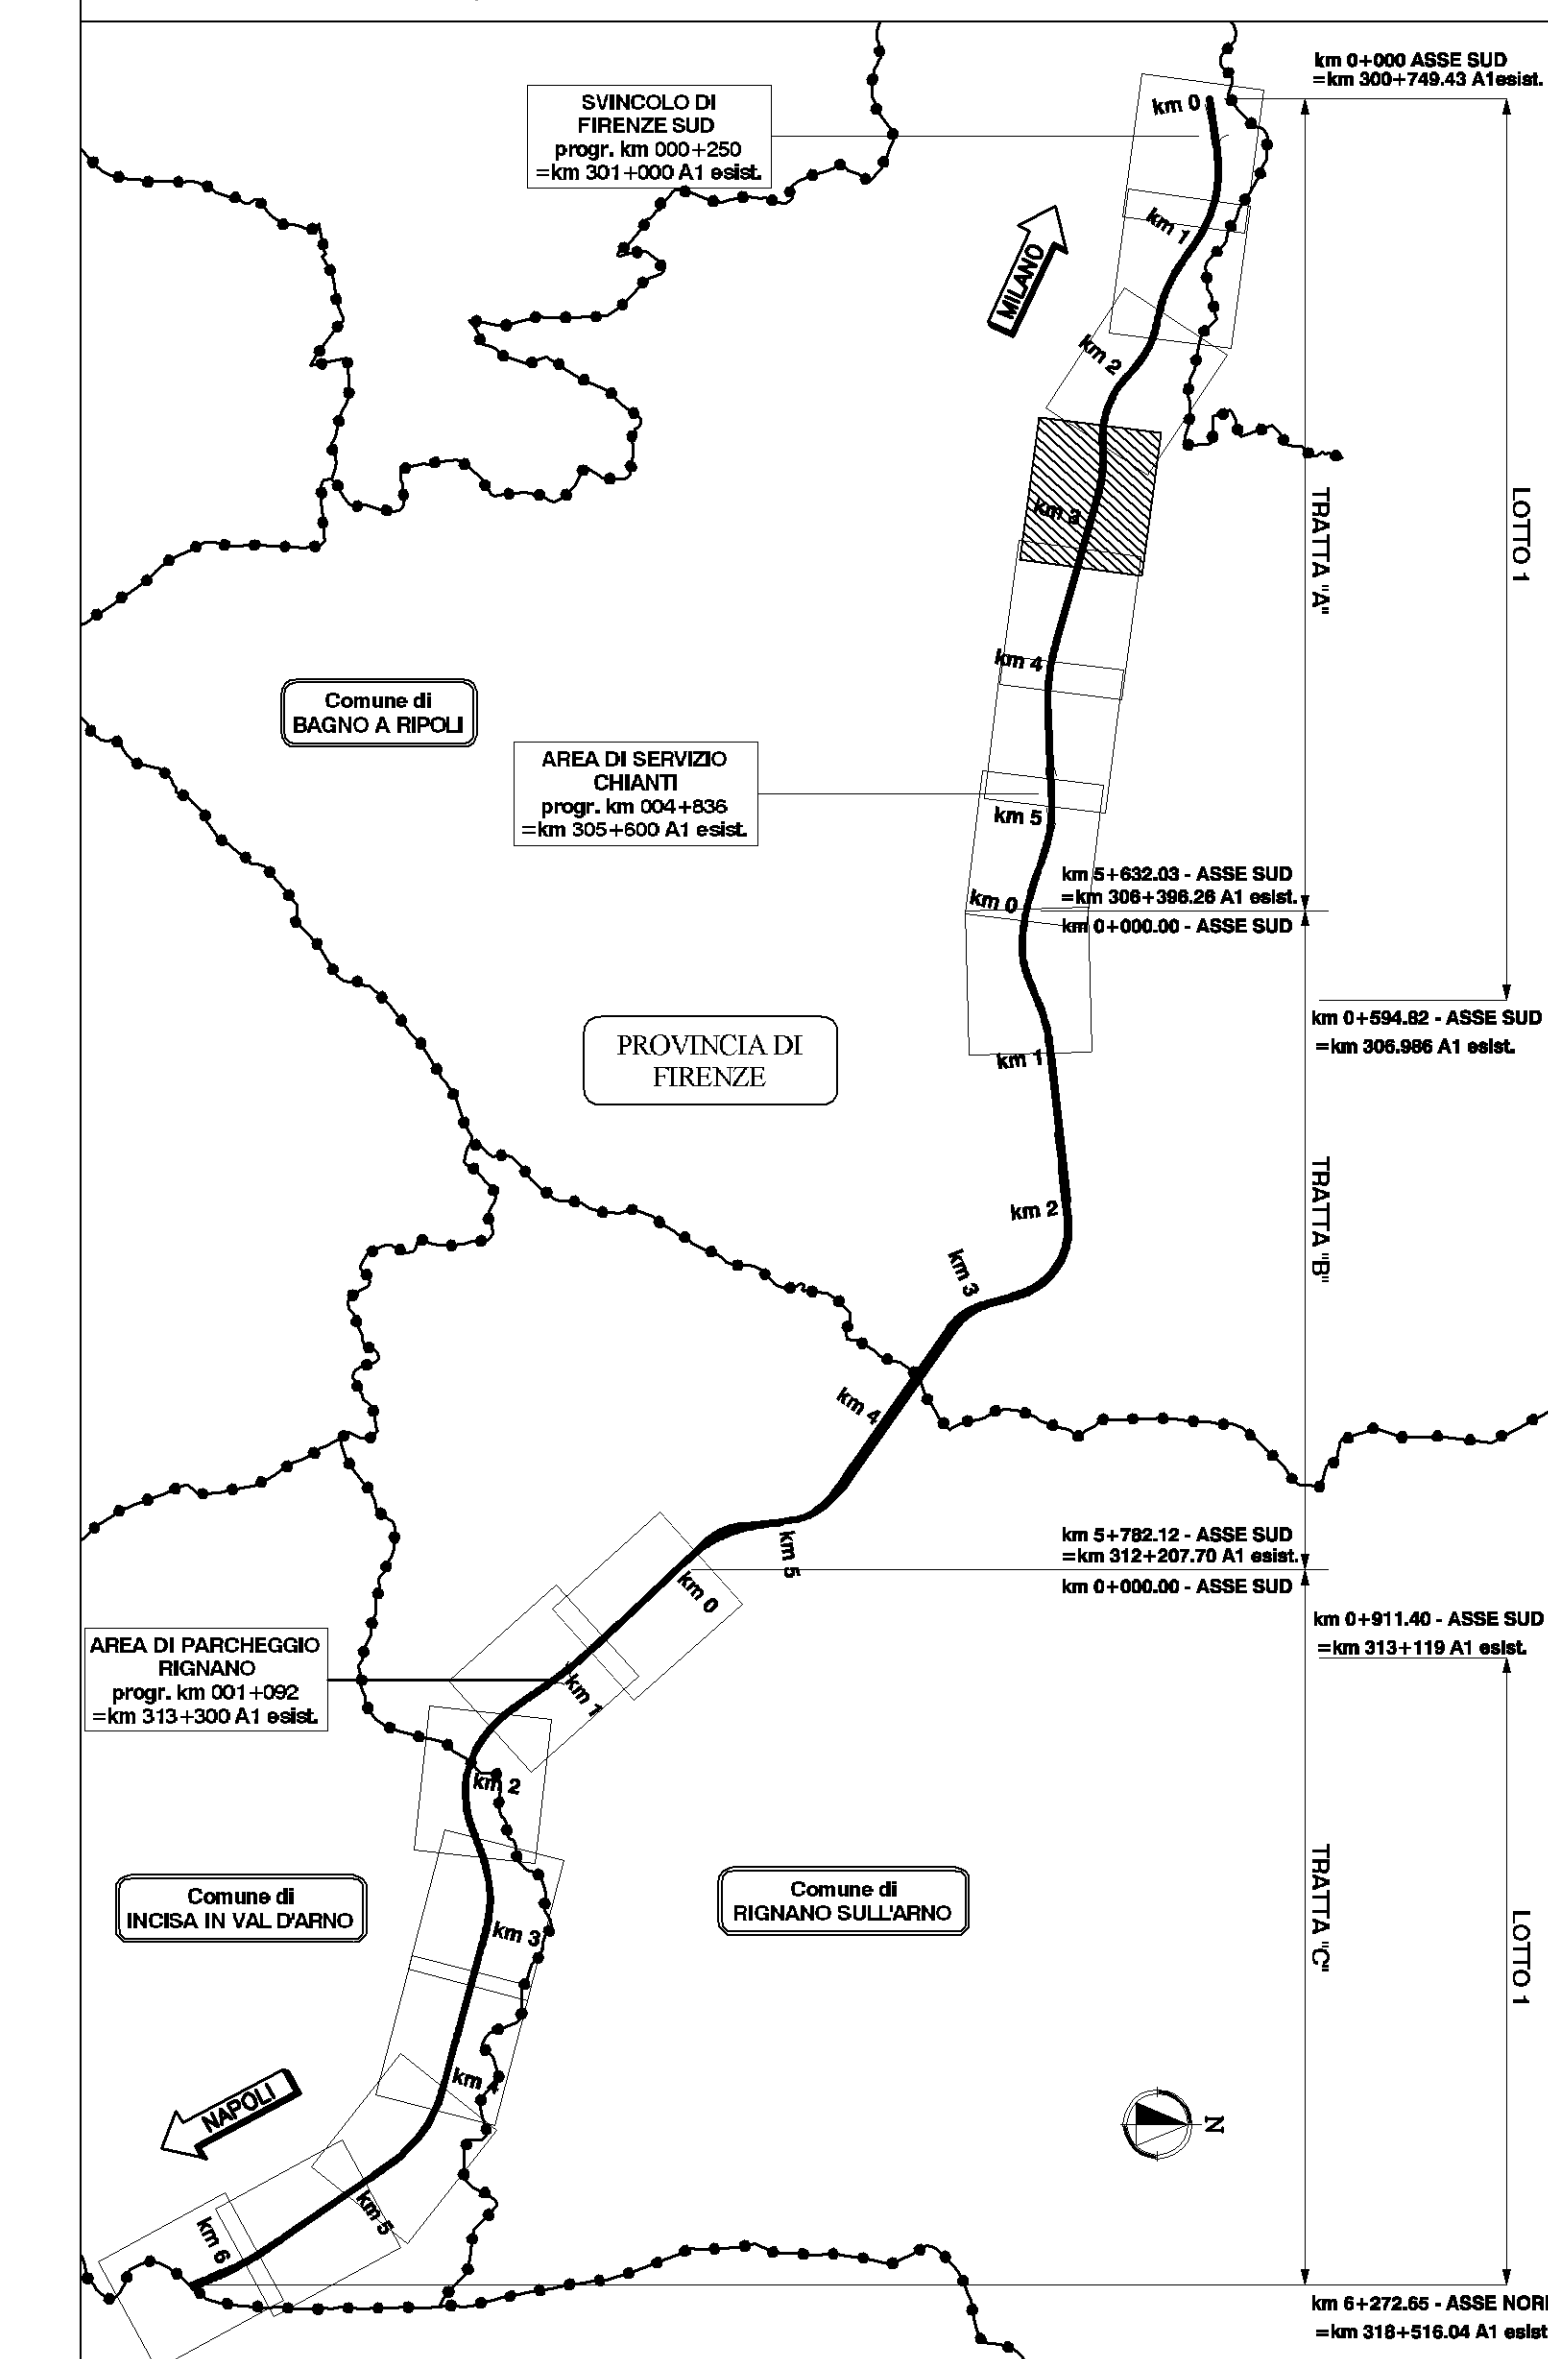 km 0+000 ASSE SUD
=km 300+749.43 A1esist.
SVINCOLO DI
FIRENZE SUD
progr. km 000+250
=km 301+000 A1 esist.
km 0
km 1
MILANO
km 2
km 3
TRATTA "A"
LOTTO 1
km 4
Comune di
BAGNO A RIPOLI
AREA DI SERVIZIO
CHIANTI
progr. km 004+836
=km 305+600 A1 esist.
km 5
km 5+632.03 - ASSE SUD
=km 306+396.26 A1 esist.
km 0
km 0+000.00 - ASSE SUD
km 0+594.82 - ASSE SUD
=km 306.986 A1 esist.
PROVINCIA DI
FIRENZE
km 1
km 2
TRATTA "B"
km 3
km 4
km 5
km 5+782.12 - ASSE SUD
=km 312+207.70 A1 esist.
km 0+000.00 - ASSE SUD
km 0
km 0+911.40 - ASSE SUD
=km 313+119 A1 esist.
AREA DI PARCHEGGIO
RIGNANO
progr. km 001+092
=km 313+300 A1 esist.
km 1
km 2
Comune di
INCISA IN VAL D'ARNO
Comune di
RIGNANO SULL'ARNO
km 3
TRATTA "C"
LOTTO 1
km 4
NAPOLI
N
km 5
km 6
km 6+272.65 - ASSE NOR
=km 318+516.04 A1 esist